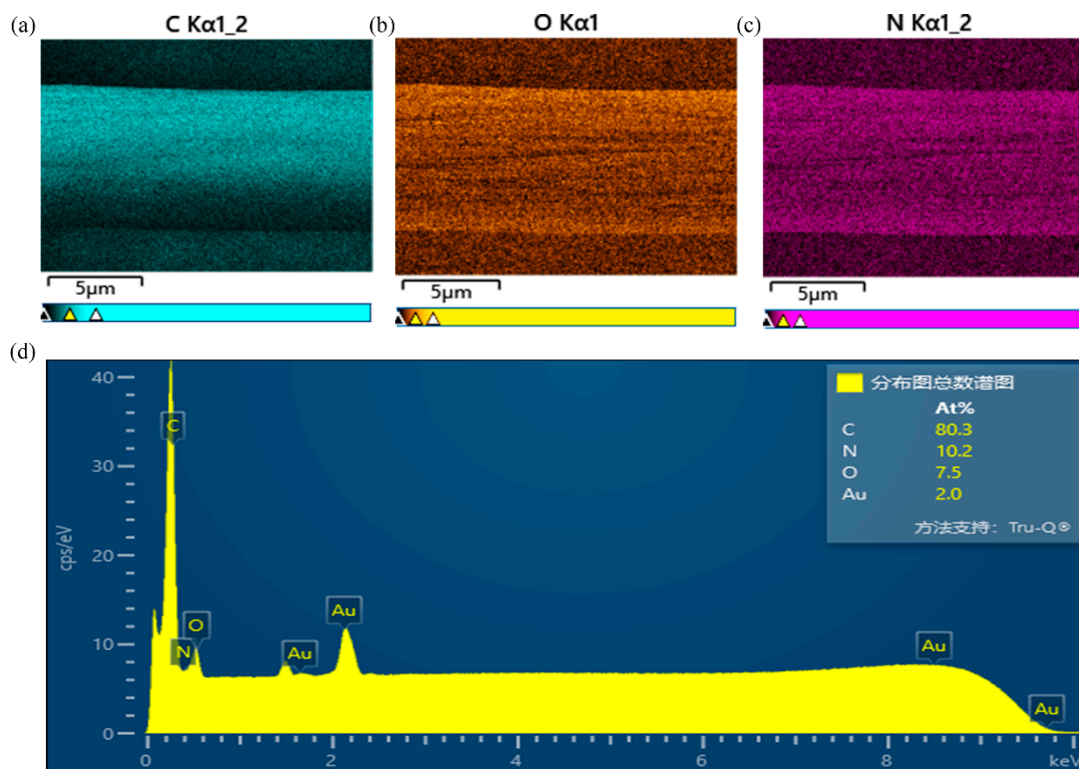 (a) C Kα1_2
(b) O Kα1
(c) N Kα1_2
5μm
5μm
5μm
(d)
分布图总数谱图
At%
C 80.3
N 10.2
O 7.5
Au 2.0
方法支持: Tru-Q®
cps/eV
40
30
20
10
0
C
N
O
Au
Au
Au
Au
0 2 4 6 8 keV